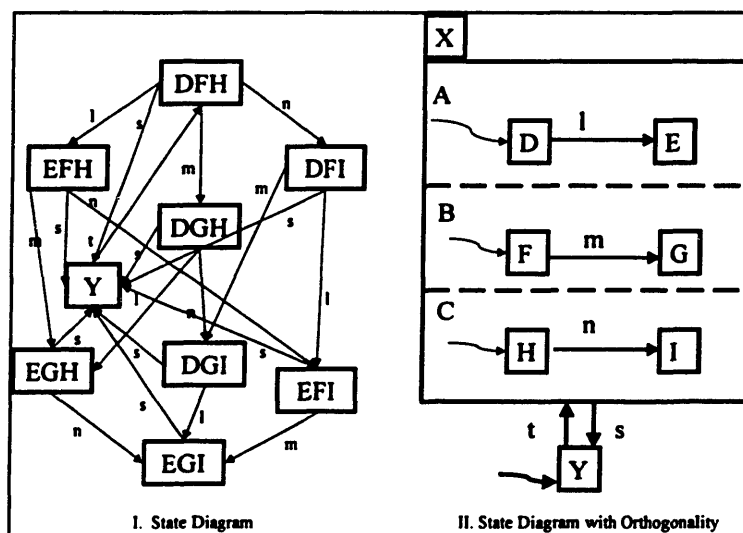 DFH
l
s
n
EFH
DFI
m
m
n
DGH
s
s
m
t
s
Y
l
n
l
s
s
s
EGH
DGI
EFI
s
l
n
m
EGI
I. State Diagram
X
A
D
l
E
B
F
m
G
C
H
n
I
t
s
Y
II. State Diagram with Orthogonality